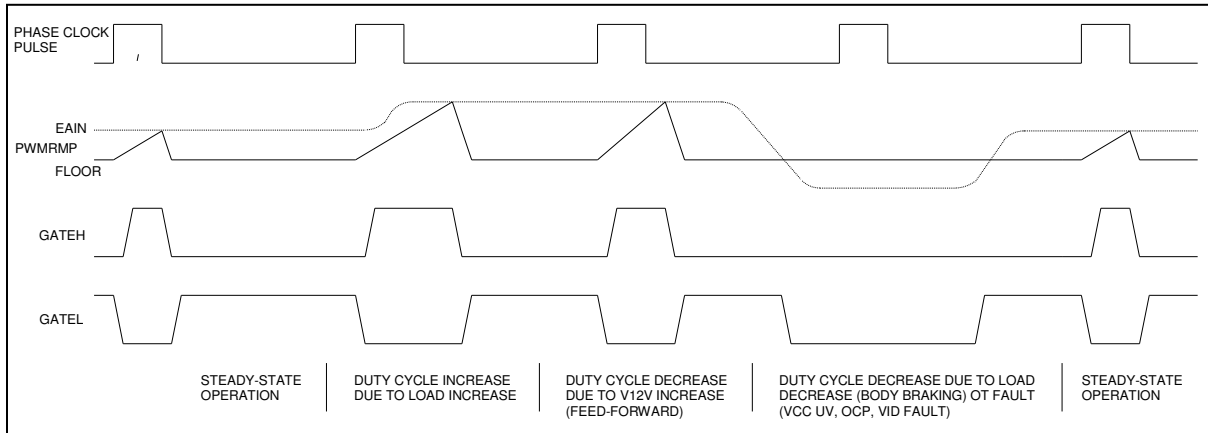 PHASE CLOCK
PULSE
EAIN
PWMRMP
FLOOR
GATEH
GATEL
STEADY-STATE
OPERATION
DUTY CYCLE INCREASE
DUE TO LOAD INCREASE
DUTY CYCLE DECREASE
DUE TO V12V INCREASE
(FEED-FORWARD)
DUTY CYCLE DECREASE DUE TO LOAD
DECREASE (BODY BRAKING) OT FAULT
(VCC UV, OCP, VID FAULT)
STEADY-STATE
OPERATION